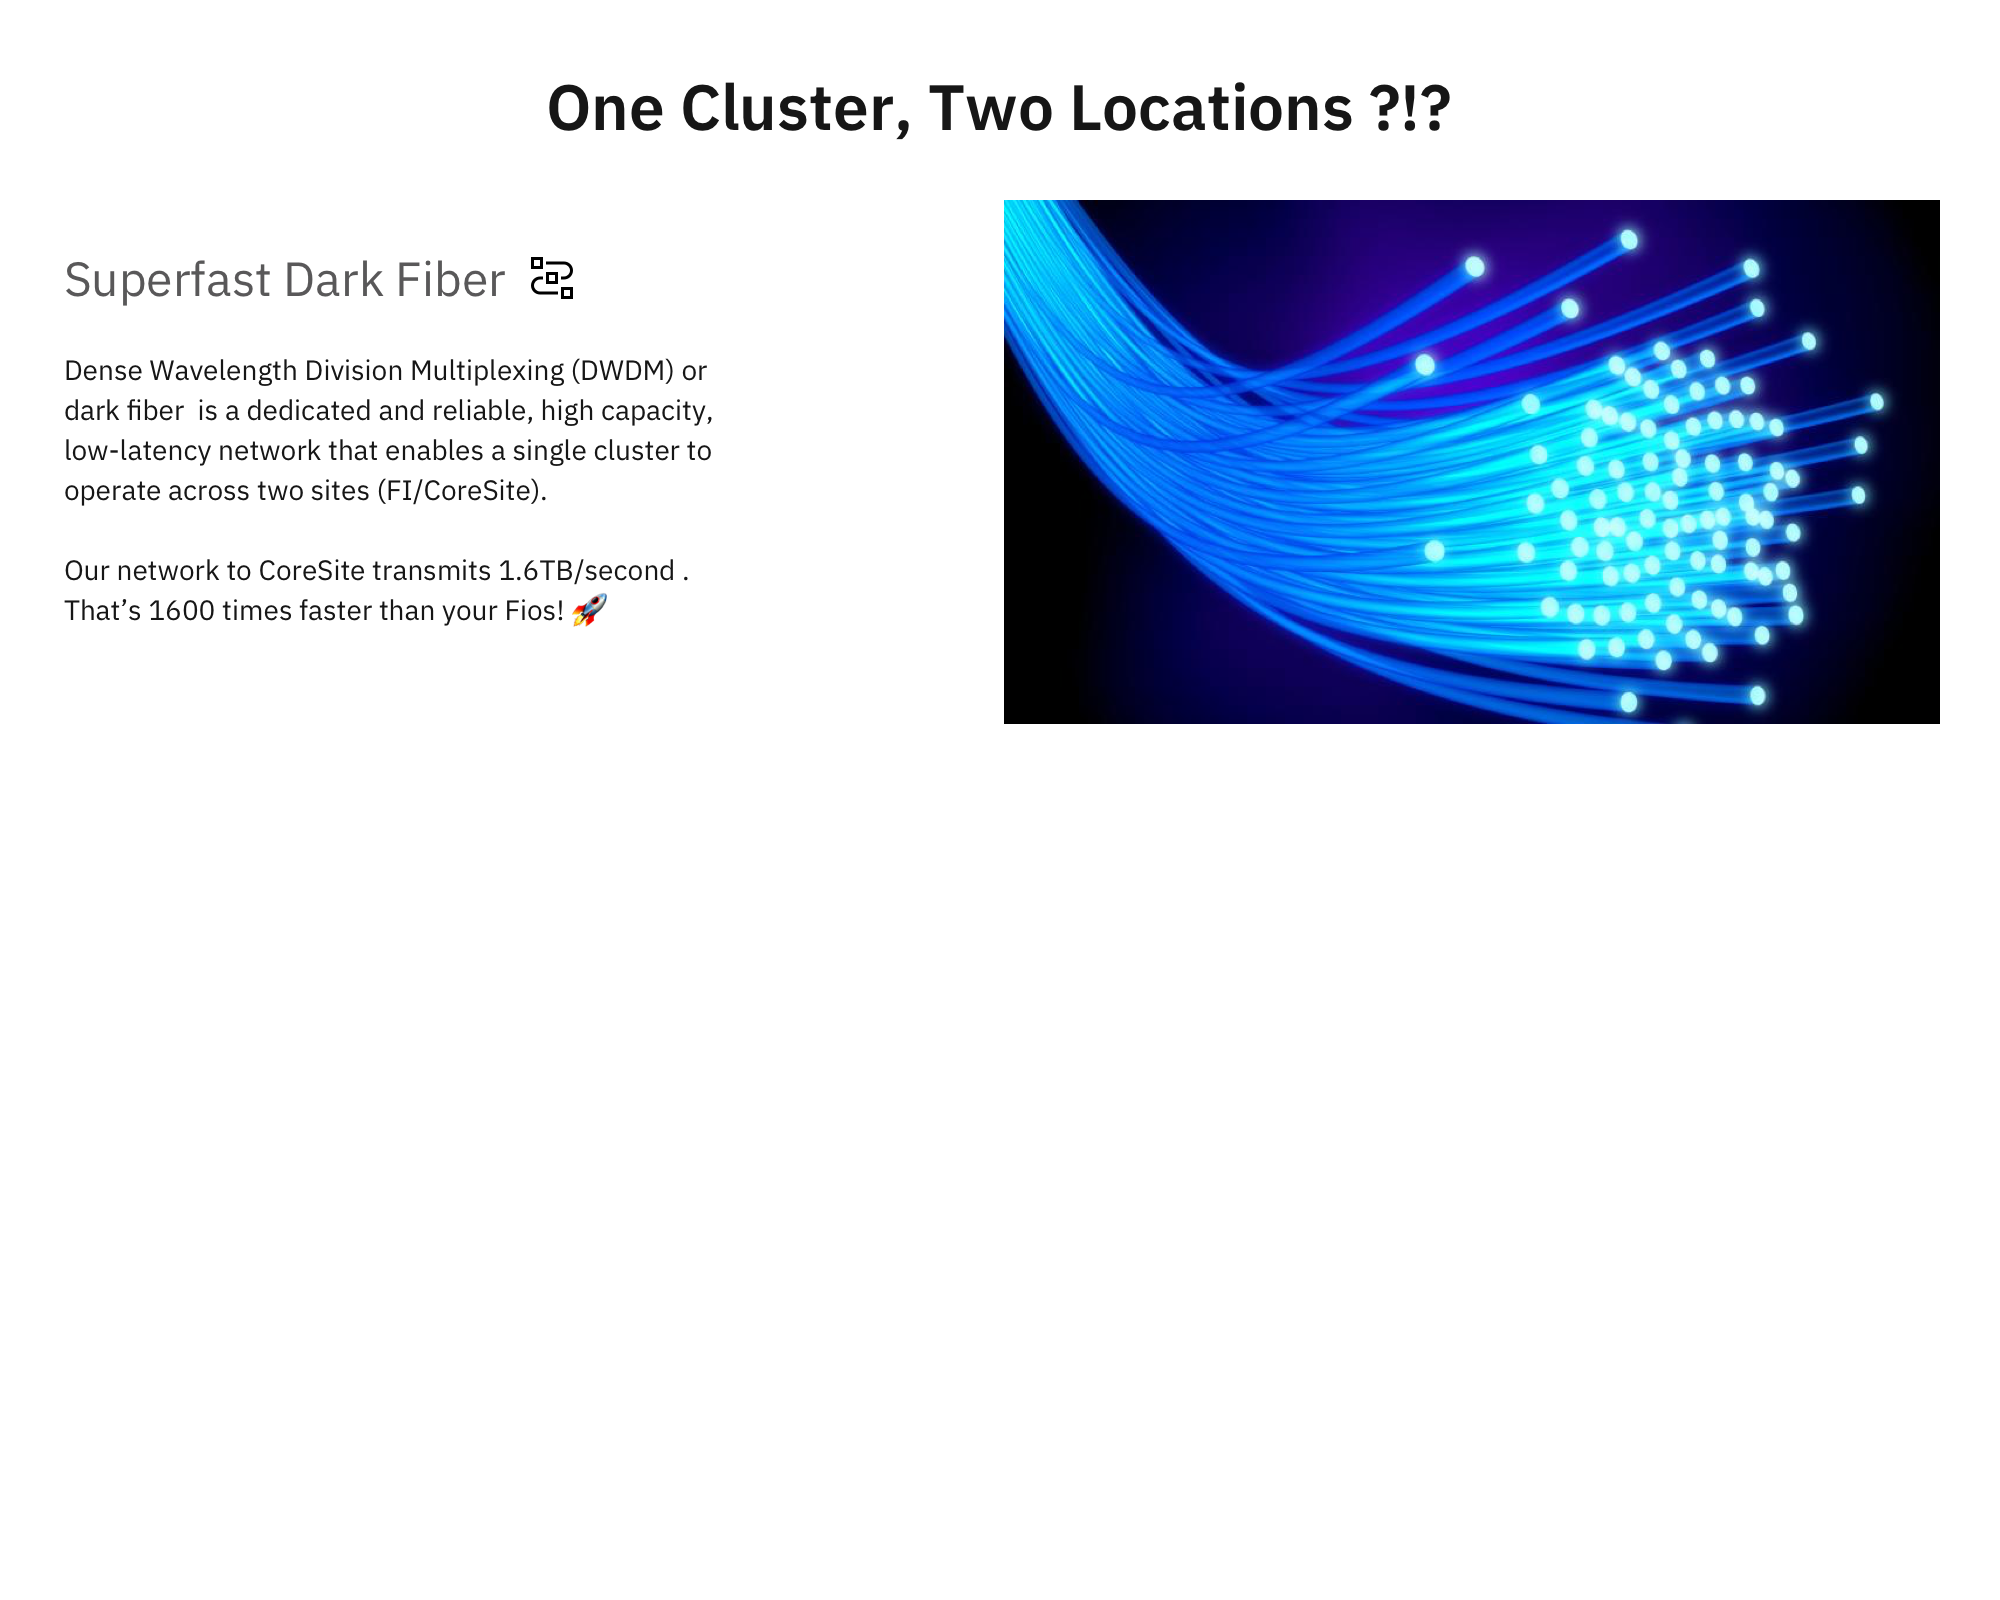 One Cluster, Two Locations ?!?
Superfast Dark Fiber
Dense Wavelength Division Multiplexing (DWDM) or
dark fiber  is a dedicated and reliable, high capacity,
low-latency network that enables a single cluster to
operate across two sites (FI/CoreSite).
Our network to CoreSite transmits 1.6TB/second .
That’s 1600 times faster than your Fios! 🚀